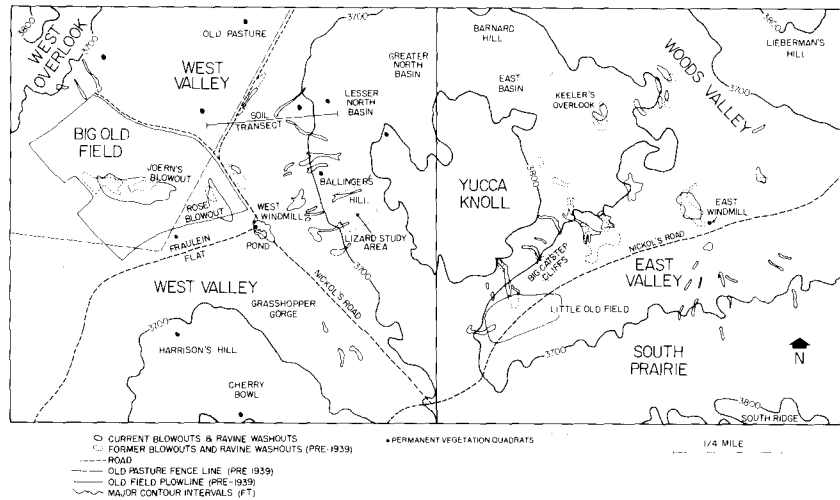 3800
WEST
OVERLOOK
3700
OLD PASTURE
WEST
VALLEY
3700
GREATER
NORTH
BASIN
BARNARD
HILL
WOODS
VALLEY
3800
LIEBERMAN'S
HILL
3700
LESSER
NORTH
BASIN
SOIL
TRANSECT
EAST
BASIN
KEELER'S
OVERLOOK
BIG OLD
FIELD
JOERN'S
BLOWOUT
ROSE
BLOWOUT
WEST
WINDMILL
BALLINGERS
HILL
LIZARD STUDY
AREA
YUCCA
KNOLL
3800
EAST
WINDMILL
FRAULEIN
FLAT
POND
NICKOL'S ROAD
BIG CATSTEP
CLIFFS
NICKOL'S ROAD
EAST
VALLEY
WEST VALLEY
3700
GRASSHOPPER
GORGE
LITTLE OLD FIELD
3700
HARRISON'S HILL
3700
SOUTH
PRAIRIE
N
CHERRY
BOWL
3800
SOUTH RIDGE
CURRENT BLOWOUTS & RAVINE WASHOUTS
FORMER BLOWOUTS AND RAVINE WASHOUTS (PRE-1939)
ROAD
OLD PASTURE FENCE LINE (PRE 1939)
OLD FIELD PLOWLINE (PRE-1939)
MAJOR CONTOUR INTERVALS (FT)
PERMANENT VEGETATION QUADRATS
1/4 MILE